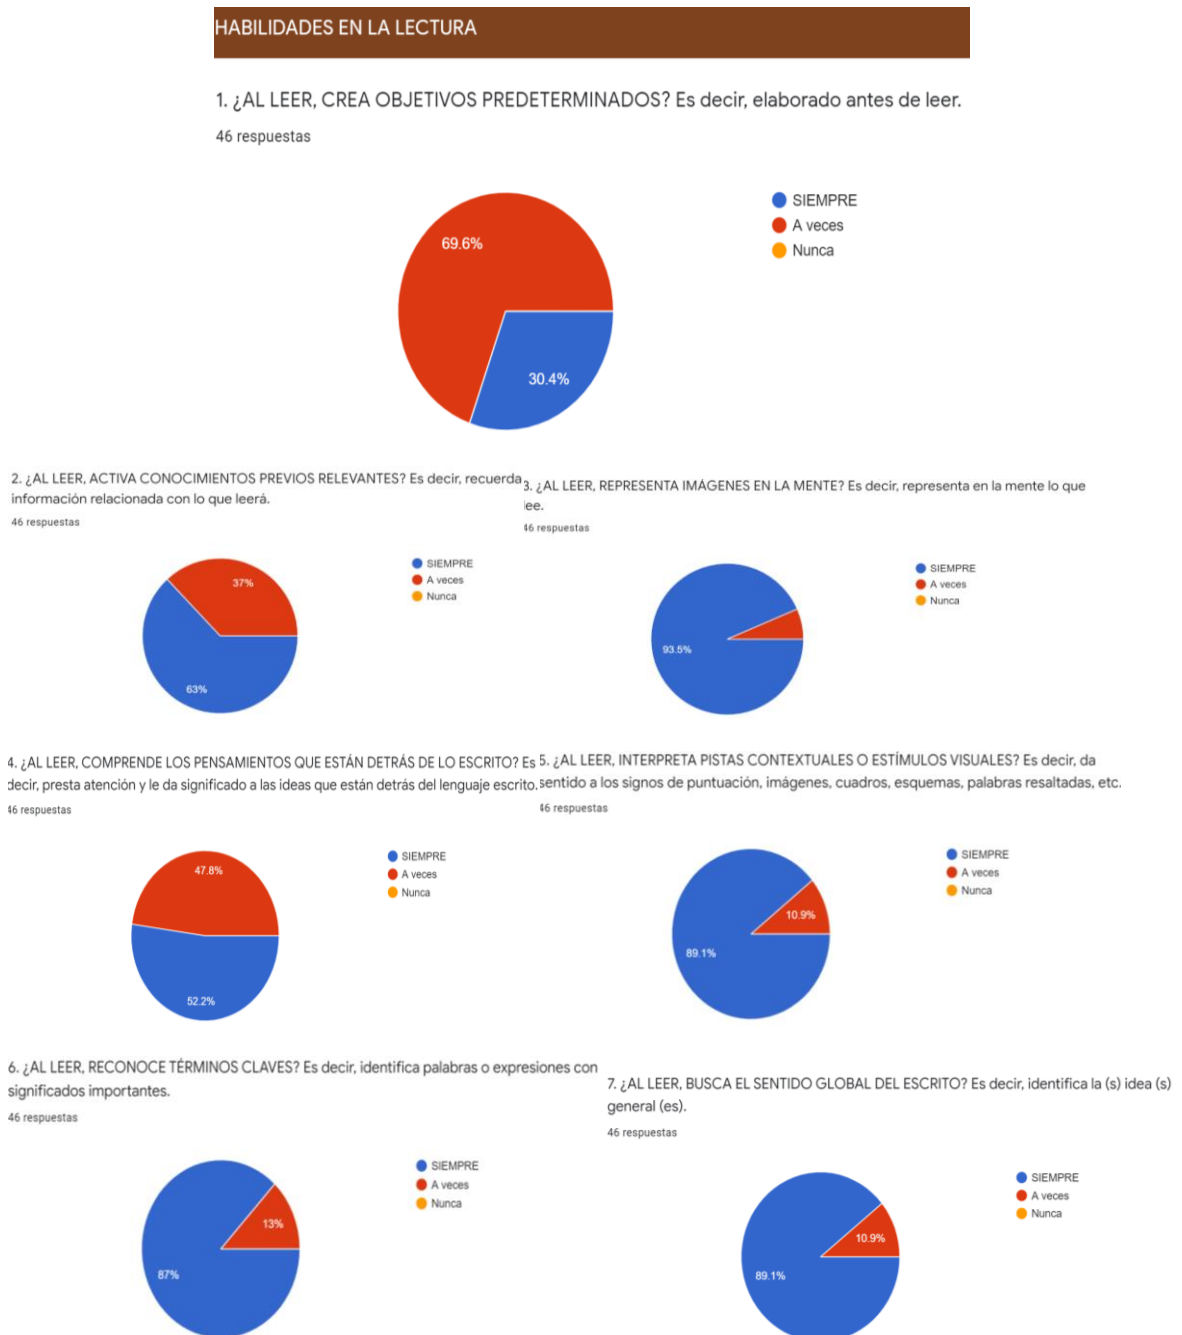 HABILIDADES EN LA LECTURA
1. ¿AL LEER, CREA OBJETIVOS PREDETERMINADOS? Es decir, elaborado antes de leer.
46 respuestas
69.6%
30.4%
SIEMPRE
A veces
Nunca
2. ¿AL LEER, ACTIVA CONOCIMIENTOS PREVIOS RELEVANTES? Es decir, recuerda
información relacionada con lo que leerá.
46 respuestas
37%
63%
SIEMPRE
A veces
Nunca
3. ¿AL LEER, REPRESENTA IMÁGENES EN LA MENTE? Es decir, representa en la mente lo que
lee.
46 respuestas
93.5%
SIEMPRE
A veces
Nunca
4. ¿AL LEER, COMPRENDE LOS PENSAMIENTOS QUE ESTÁN DETRÁS DE LO ESCRITO? Es
decir, presta atención y le da significado a las ideas que están detrás del lenguaje escrito.
46 respuestas
47.8%
52.2%
SIEMPRE
A veces
Nunca
5. ¿AL LEER, INTERPRETA PISTAS CONTEXTUALES O ESTÍMULOS VISUALES? Es decir, da
sentido a los signos de puntuación, imágenes, cuadros, esquemas, palabras resaltadas, etc.
46 respuestas
10.9%
89.1%
SIEMPRE
A veces
Nunca
6. ¿AL LEER, RECONOCE TÉRMINOS CLAVES? Es decir, identifica palabras o expresiones con
significados importantes.
46 respuestas
13%
87%
SIEMPRE
A veces
Nunca
7. ¿AL LEER, BUSCA EL SENTIDO GLOBAL DEL ESCRITO? Es decir, identifica la (s) idea (s)
general (es).
46 respuestas
10.9%
89.1%
SIEMPRE
A veces
Nunca